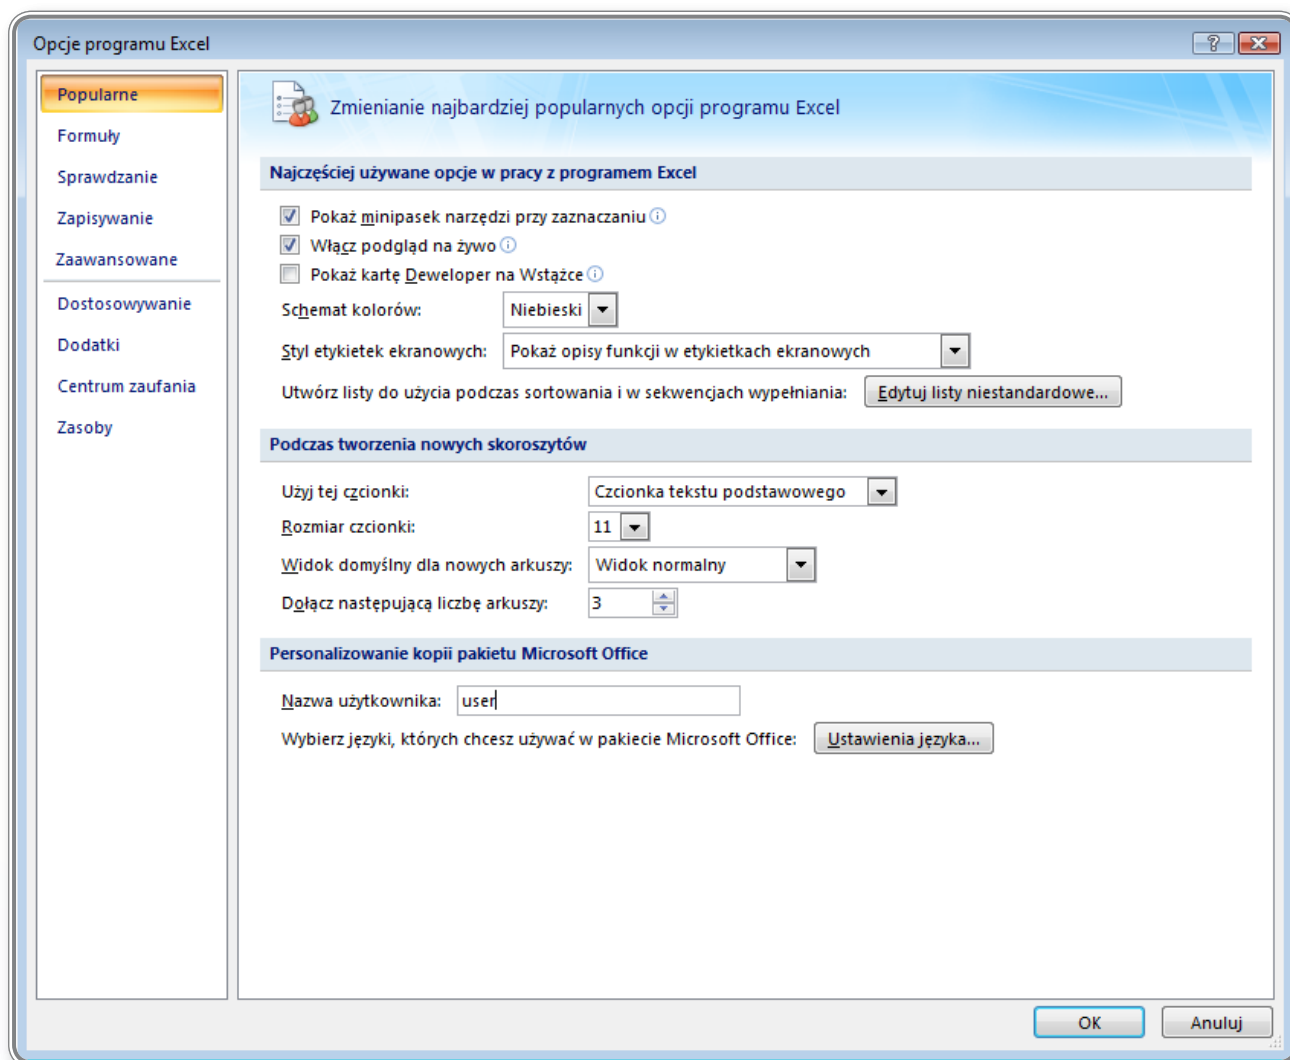 Opcje programu Excel
Popularne
Formuły
Sprawdzanie
Zapisywanie
Zaawansowane
Dostosowywanie
Dodatki
Centrum zaufania
Zasoby
Zmienianie najbardziej popularnych opcji programu Excel
Najczęściej używane opcje w pracy z programem Excel
Pokaż minipasek narzędzi przy zaznaczaniu
Włącz podgląd na żywo
Pokaż kartę Deweloper na Wstążce
Schemat kolorów: Niebieski
Styl etykietek ekranowych: Pokaż opisy funkcji w etykietkach ekranowych
Utwórz listy do użycia podczas sortowania i w sekwencjach wypełniania: Edytuj listy niestandardowe...
Podczas tworzenia nowych skoroszytów
Użyj tej czcionki: Czcionka tekstu podstawowego
Rozmiar czcionki: 11
Widok domyślny dla nowych arkuszy: Widok normalny
Dołącz następującą liczbę arkuszy: 3
Personalizowanie kopii pakietu Microsoft Office
Nazwa użytkownika: user
Wybierz języki, których chcesz używać w pakiecie Microsoft Office: Ustawienia języka...
OK Anuluj